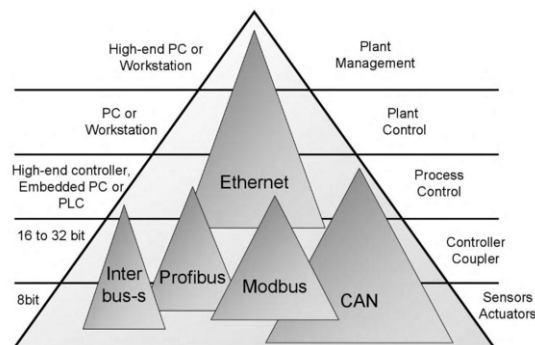 High-end PC or
Workstation
Plant
Management
PC or
Workstation
Plant
Control
High-end controller,
Embedded PC or
PLC
Ethernet
Process
Control
16 to 32 bit
Inter
bus-s
Profibus
Modbus
CAN
Controller
Coupler
8bit
Sensors
Actuators